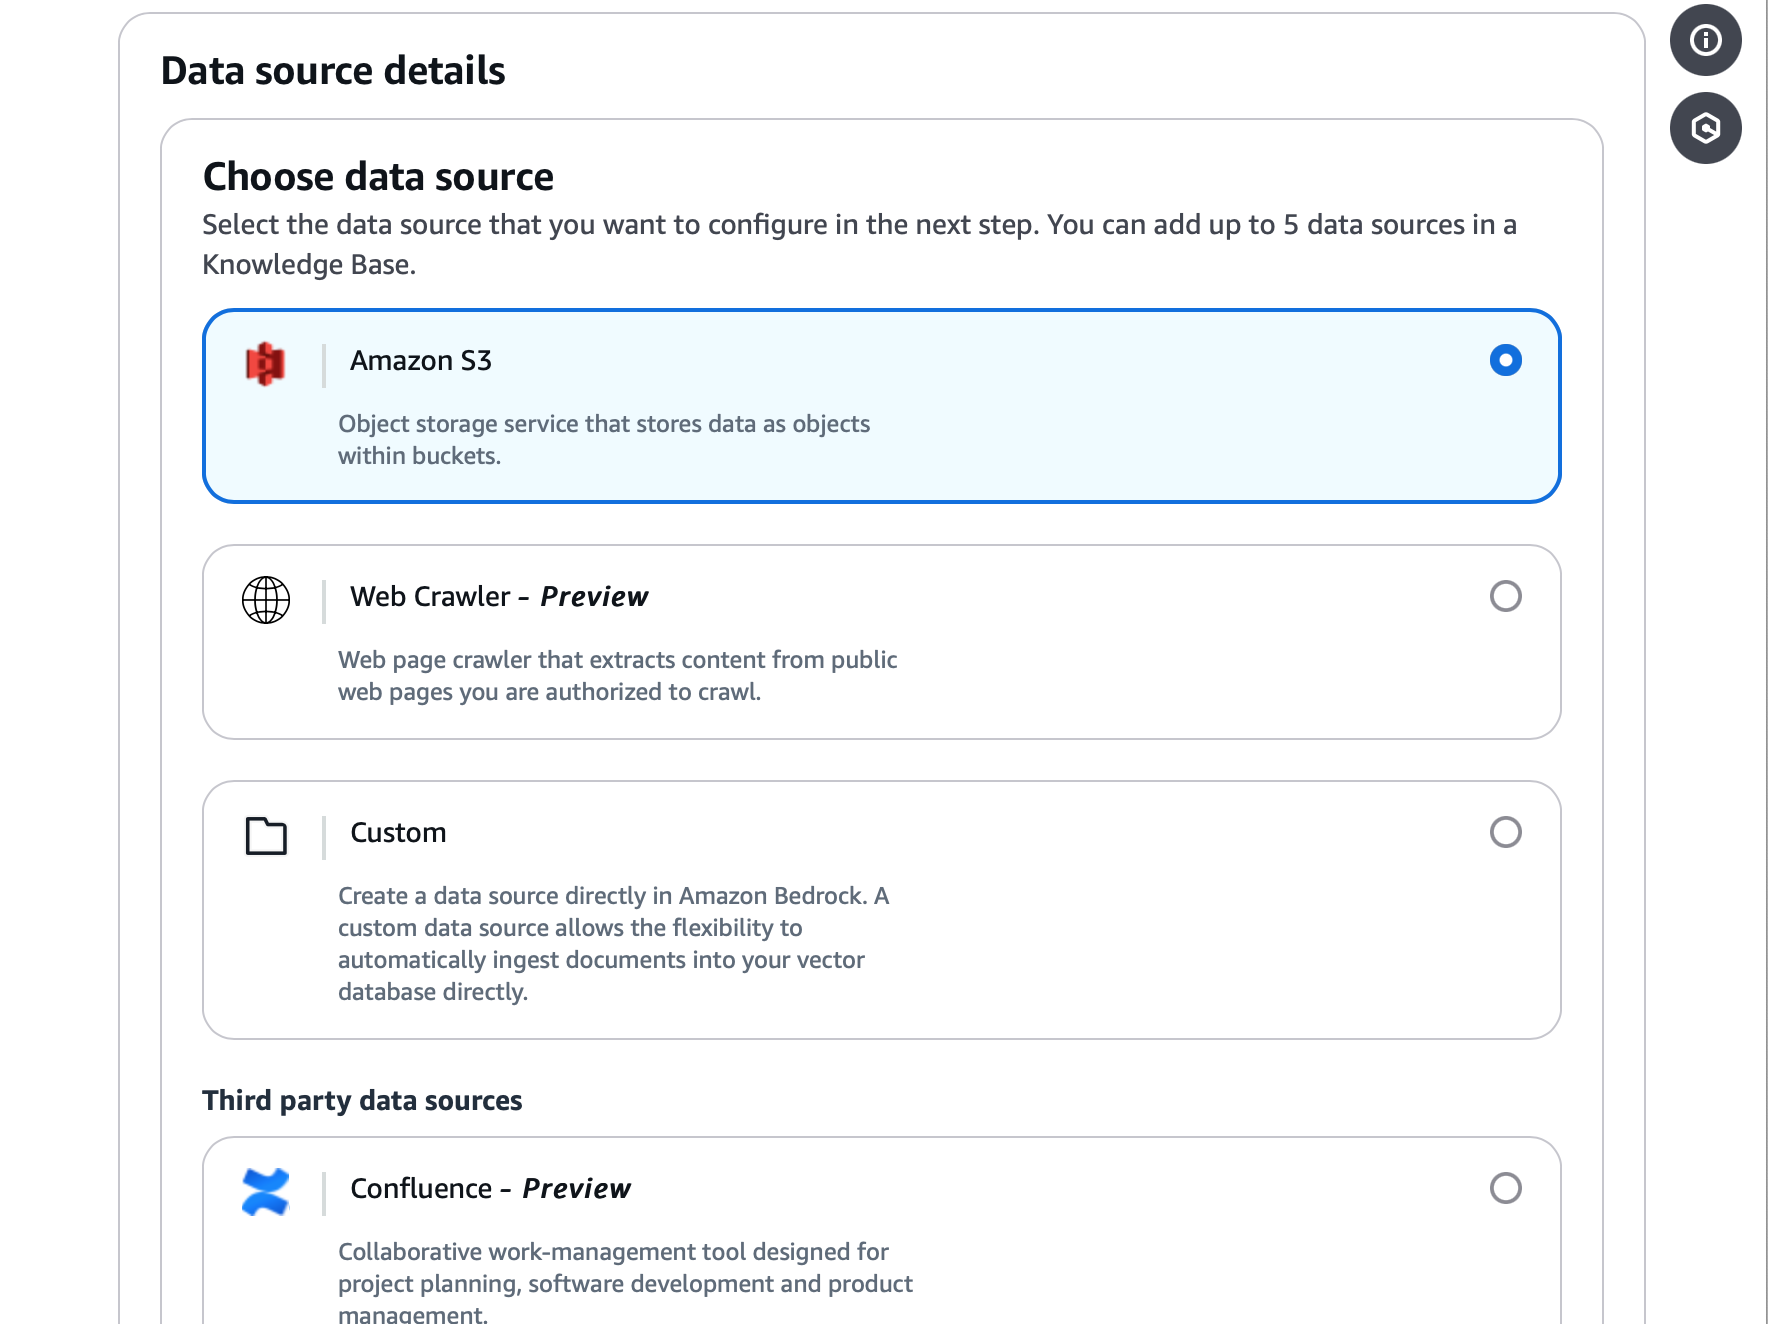 Data source details
Choose data source
Select the data source that you want to configure in the next step. You can add up to 5 data sources in a
Knowledge Base.
Amazon S3
Object storage service that stores data as objects
within buckets.
Web Crawler - Preview
Web page crawler that extracts content from public
web pages you are authorized to crawl.
Custom
Create a data source directly in Amazon Bedrock. A
custom data source allows the flexibility to
automatically ingest documents into your vector
database directly.
Third party data sources
Confluence - Preview
Collaborative work-management tool designed for
project planning, software development and product
management.